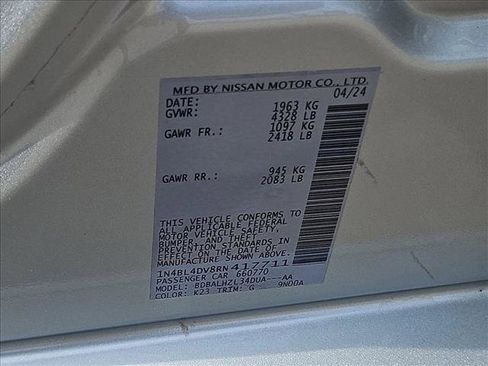 MFD BY NISSAN MOTOR CO., LTD.
DATE: 04/24
GVWR: 1963 KG
4328 LB
GAWR FR.: 1097 KG
2418 LB
GAWR RR.: 945 KG
2083 LB
THIS VEHICLE CONFORMS TO
ALL APPLICABLE FEDERAL
MOTOR VEHICLE SAFETY,
BUMPER, AND THEFT
PREVENTION STANDARDS IN
EFFECT ON THE DATE OF
MANUFACTURE SHOWN ABOVE.
1N4BL4DV8RN417711
PASSENGER CAR 660770
MODEL: BDBALHZL34DUA---AA
COLOR: K23 TRIM: G 9N00A